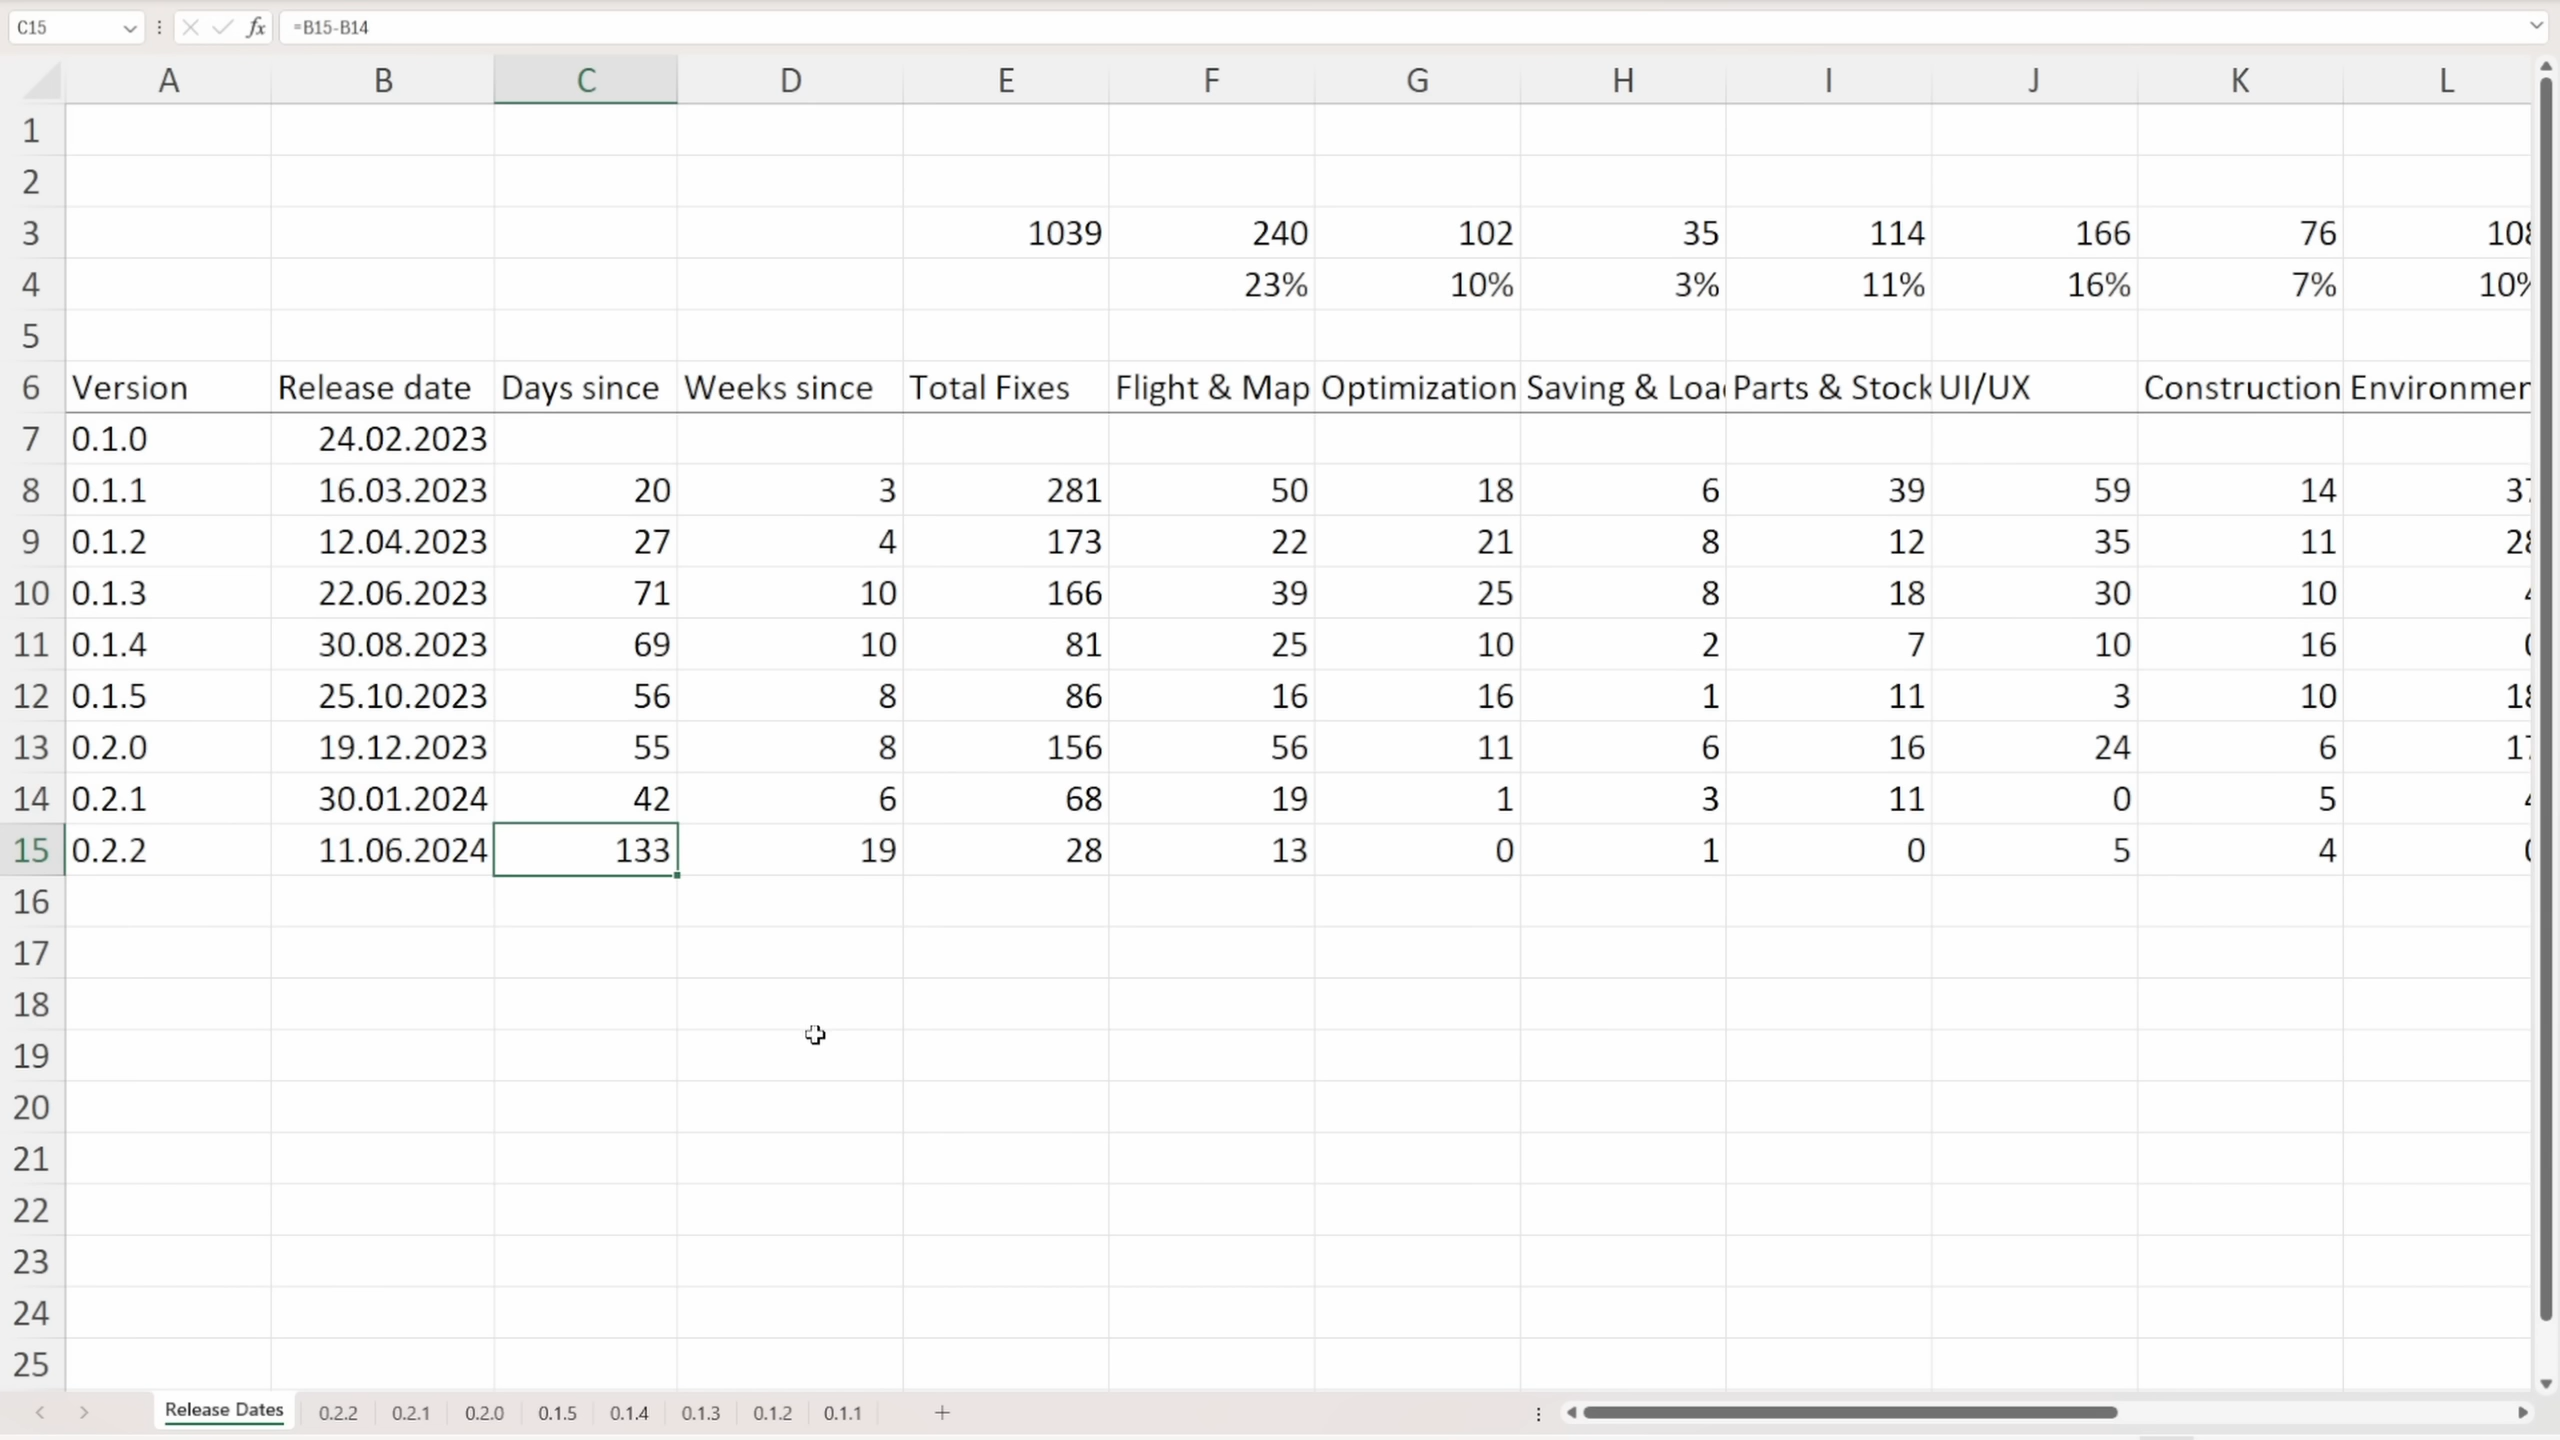 C15 fx =B15-B14
A B C D E F G H I J K L
1
2
3 1039 240 102 35 114 166 76 108
4 23% 10% 3% 11% 16% 7% 10%
5
6 Version Release date Days since Weeks since Total Fixes Flight & Map Optimization Saving & Parts & Stock UI/UX Construction
7 0.1.0 24.02.2023
8 0.1.1 16.03.2023 20 3 281 50 18 6 39 59 14 37
9 0.1.2 12.04.2023 27 4 173 22 21 8 12 35 11 28
10 0.1.3 22.06.2023 71 10 166 39 25 8 18 30 10
11 0.1.4 30.08.2023 69 10 81 25 10 2 7 10 16
12 0.1.5 25.10.2023 56 8 86 16 16 1 11 3 10 18
13 0.2.0 19.12.2023 55 8 156 56 11 6 16 24 6 17
14 0.2.1 30.01.2024 42 6 68 19 1 3 11 0 5
15 0.2.2 11.06.2024 133 19 28 13 0 1 0 5 4
16
17
18
19
20
21
22
23
24
25
Release Dates 0.2.2 0.2.1 0.2.0 0.1.5 0.1.4 0.1.3 0.1.2 0.1.1 +